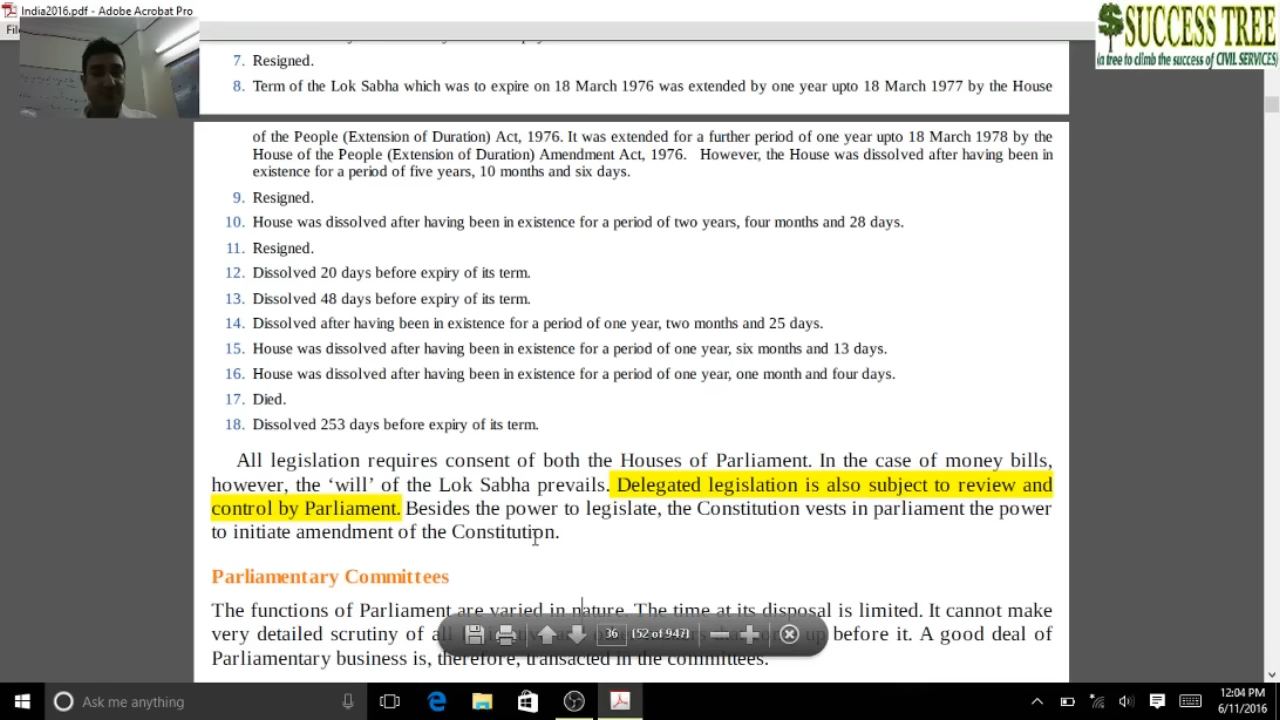 India2016.pdf - Adobe Acrobat Pro
SUCCESS TREE
(a tree to climb the success of CIVIL SERVICES)
7. Resigned.
8. Term of the Lok Sabha which was to expire on 18 March 1976 was extended by one year upto 18 March 1977 by the House
of the People (Extension of Duration) Act, 1976. It was extended for a further period of one year upto 18 March 1978 by the
House of the People (Extension of Duration) Amendment Act, 1976. However, the House was dissolved after having been in
existence for a period of five years, 10 months and six days.
9. Resigned.
10. House was dissolved after having been in existence for a period of two years, four months and 28 days.
11. Resigned.
12. Dissolved 20 days before expiry of its term.
13. Dissolved 48 days before expiry of its term.
14. Dissolved after having been in existence for a period of one year, two months and 25 days.
15. House was dissolved after having been in existence for a period of one year, six months and 13 days.
16. House was dissolved after having been in existence for a period of one year, one month and four days.
17. Died.
18. Dissolved 253 days before expiry of its term.
All legislation requires consent of both the Houses of Parliament. In the case of money bills,
however, the ‘will’ of the Lok Sabha prevails. Delegated legislation is also subject to review and
control by Parliament. Besides the power to legislate, the Constitution vests in parliament the power
to initiate amendment of the Constitution.
Parliamentary Committees
The functions of Parliament are varied in nature. The time at its disposal is limited. It cannot make
very detailed scrutiny of all before it. A good deal of
36 (52 of 947)
Parliamentary business is, therefore, transacted in the committees.
Ask me anything
12:04 PM
6/11/2016